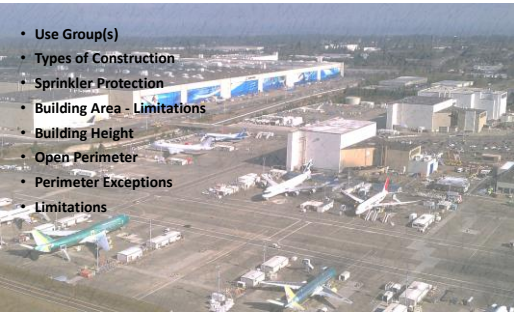 • Use Group(s)
• Types of Construction
• Sprinkler Protection
• Building Area - Limitations
• Building Height
• Open Perimeter
• Perimeter Exceptions
• Limitations